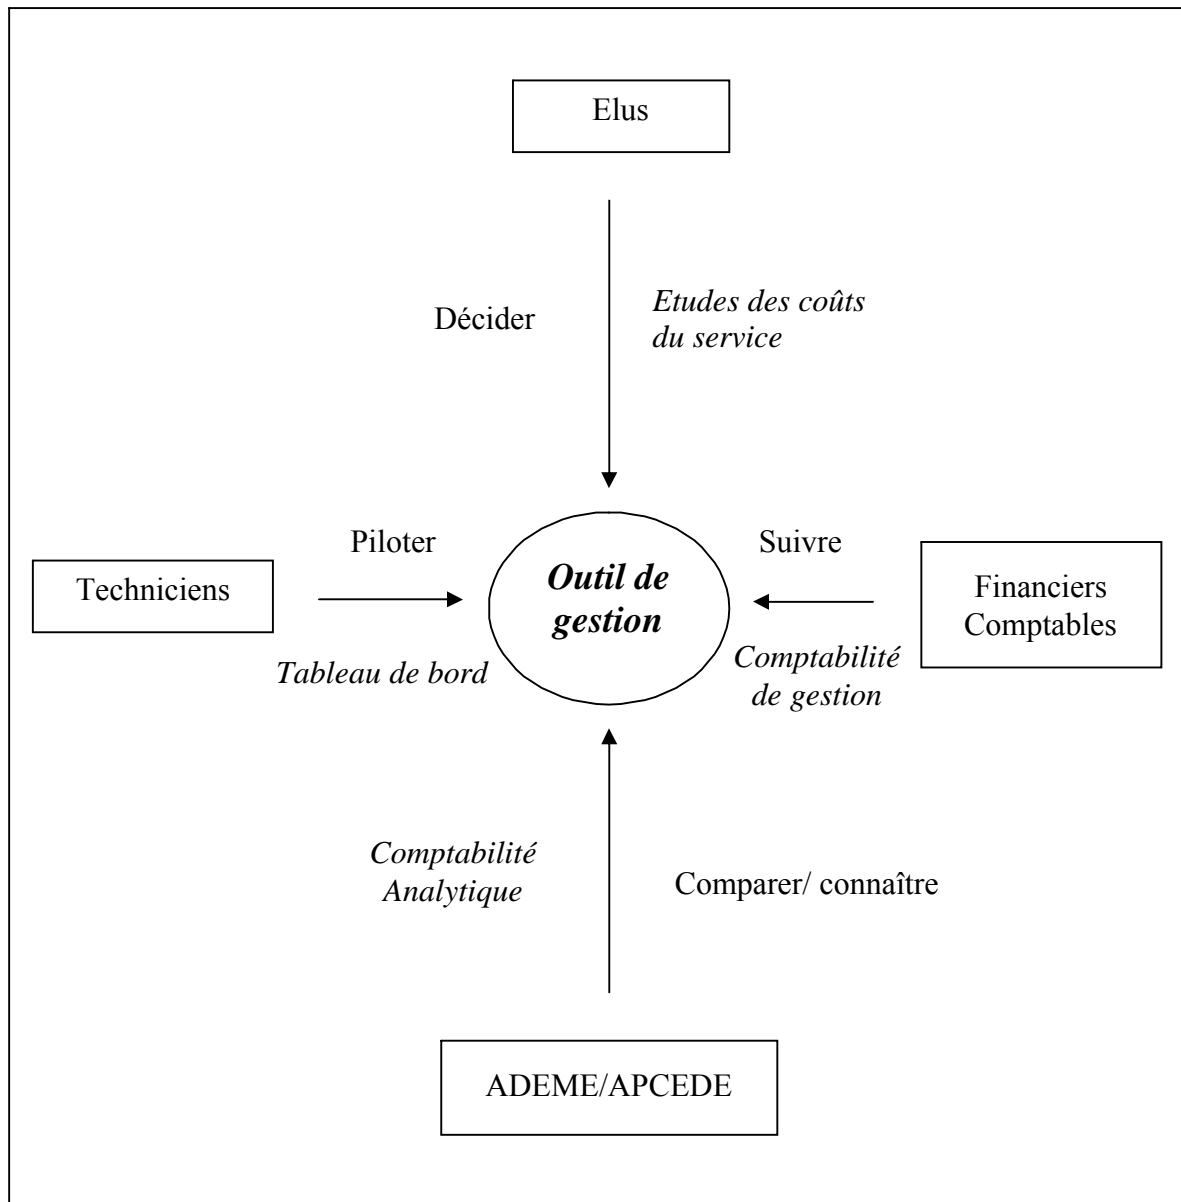 Elus
Décider
Etudes des coûts
du service
Piloter
Suivre
Techniciens
Outil de
gestion
Financiers
Comptables
Tableau de bord
Comptabilité
de gestion
Comptabilité
Analytique
Comparer/ connaître
ADEME/APCEDE